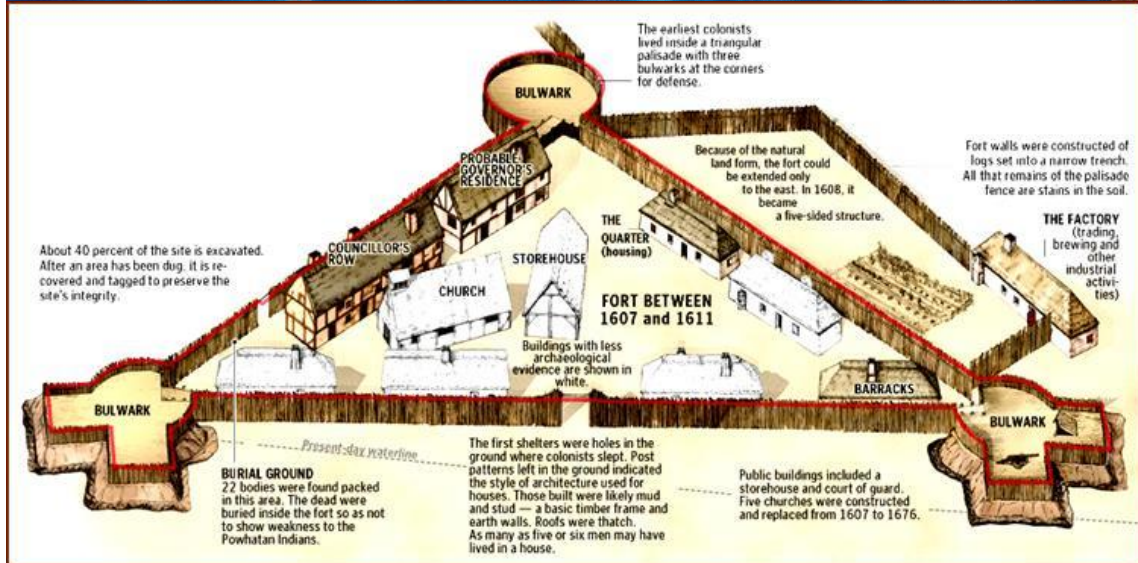 The earliest colonists
lived inside a triangular
palisade with three
bulwarks at the corners
for defense.
BULWARK
Because of the natural
land form, the fort could
be extended only
to the east. In 1608, it
became
a five-sided structure.
Fort walls were constructed of
logs set into a narrow trench.
All that remains of the palisade
fence are stains in the soil.
PROBABLE
GOVERNOR'S
RESIDENCE
THE
QUARTER
(housing)
THE FACTORY
(trading,
brewing and
other
industrial
activi-
ties)
About 40 percent of the site is excavated.
After an area has been dug, it is re-
covered and tagged to preserve the
site's integrity.
COUNCILLOR'S
ROW
STOREHOUSE
CHURCH
FORT BETWEEN
1607 and 1611
Buildings with less
archaeological
evidence are shown in
white.
BARRACKS
BULWARK
BULWARK
Present-day waterline
BURIAL GROUND
22 bodies were found packed
in this area. The dead were
buried inside the fort so as not
to show weakness to the
Powhatan Indians.
The first shelters were holes in the
ground where colonists slept. Post
patterns left in the ground indicated
the style of architecture used for
houses. Those built were likely mud
and stud — a basic timber frame and
earth walls. Roofs were thatch.
As many as five or six men may have
lived in a house.
Public buildings included a
storehouse and court of guard.
Five churches were constructed
and replaced from 1607 to 1676.